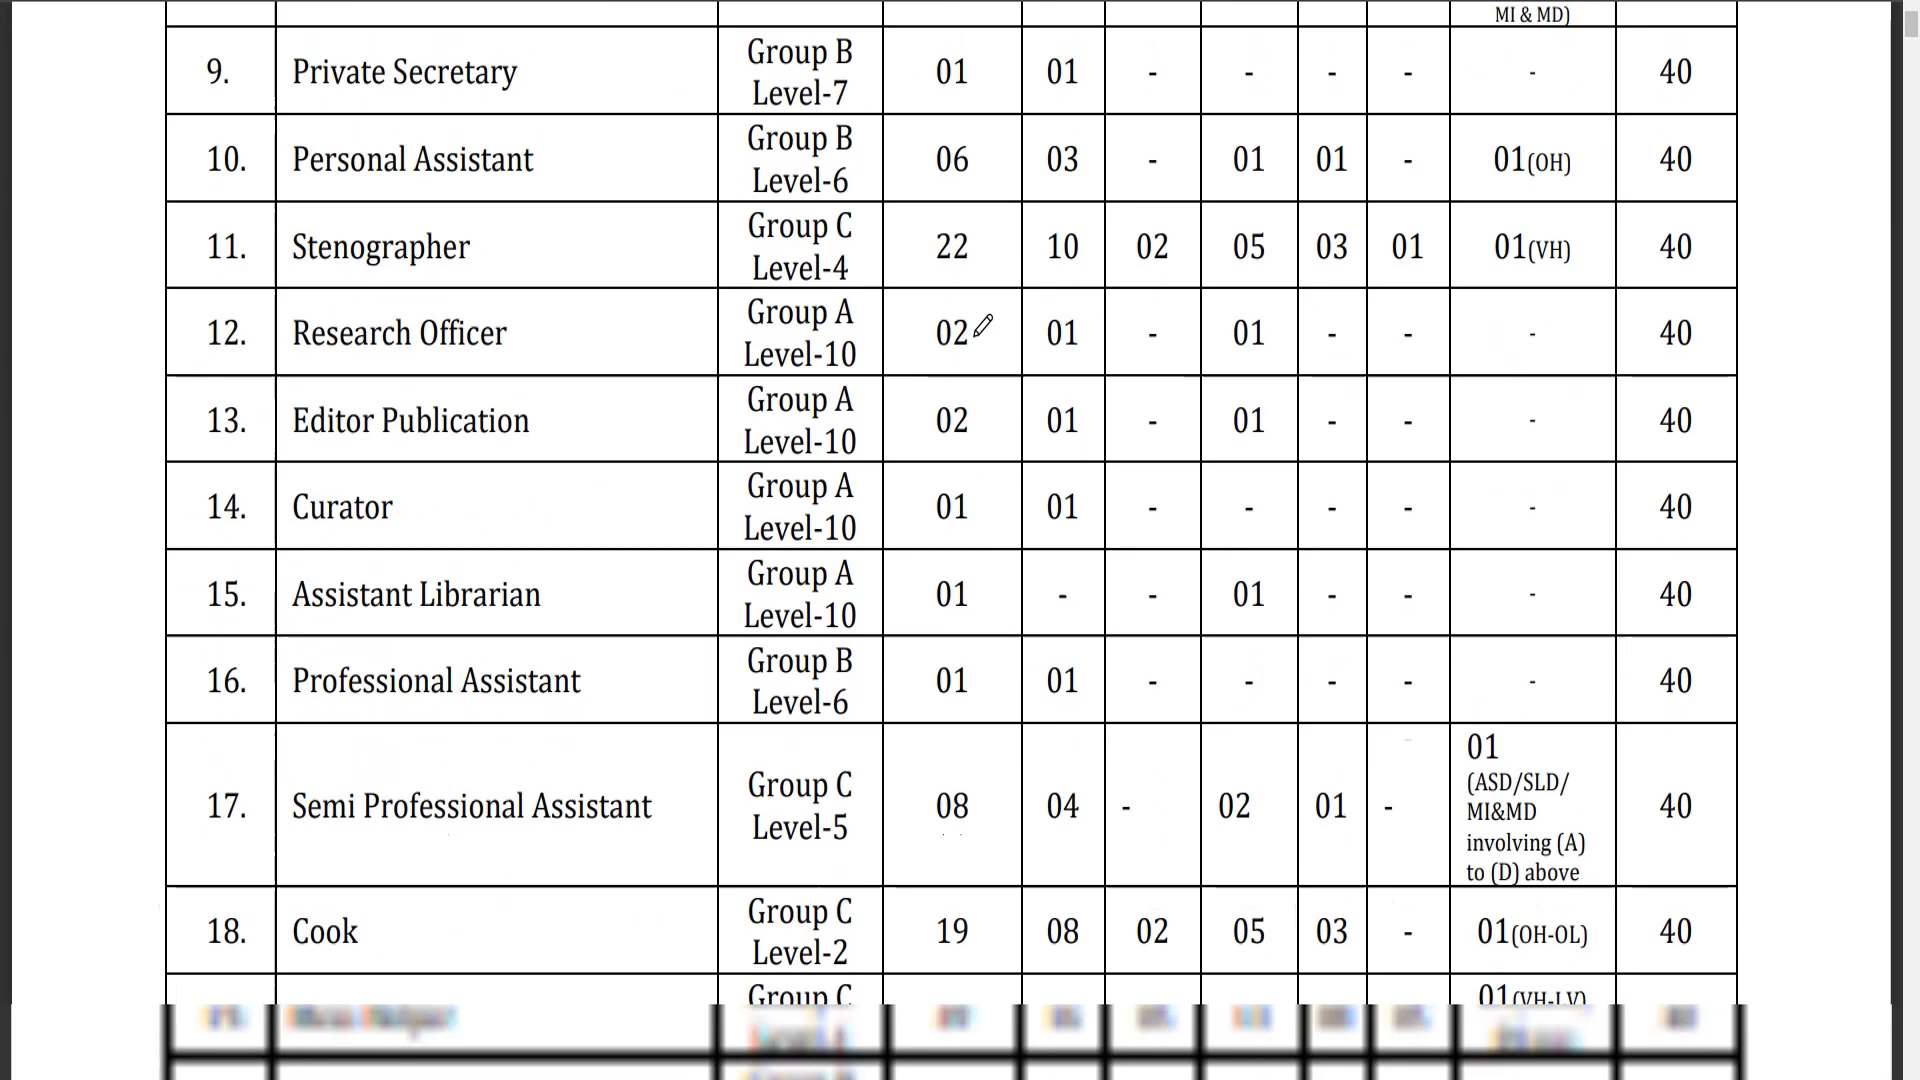 MI & MD)
9. Private Secretary Group B Level-7 01 01 - - - - - 40
10. Personal Assistant Group B Level-6 06 03 - 01 01 - 01(OH) 40
11. Stenographer Group C Level-4 22 10 02 05 03 01 01(VH) 40
12. Research Officer Group A Level-10 02 01 - 01 - - - 40
13. Editor Publication Group A Level-10 02 01 - 01 - - - 40
14. Curator Group A Level-10 01 01 - - - - - 40
15. Assistant Librarian Group A Level-10 01 - - 01 - - - 40
16. Professional Assistant Group B Level-6 01 01 - - - - - 40
17. Semi Professional Assistant Group C Level-5 08 04 - 02 01 - 01 (ASD/SLD/ MI&MD involving (A) to (D) above 40
18. Cook Group C Level-2 19 08 02 05 03 - 01(OH-OL) 40
Group C 01(VH-LV)